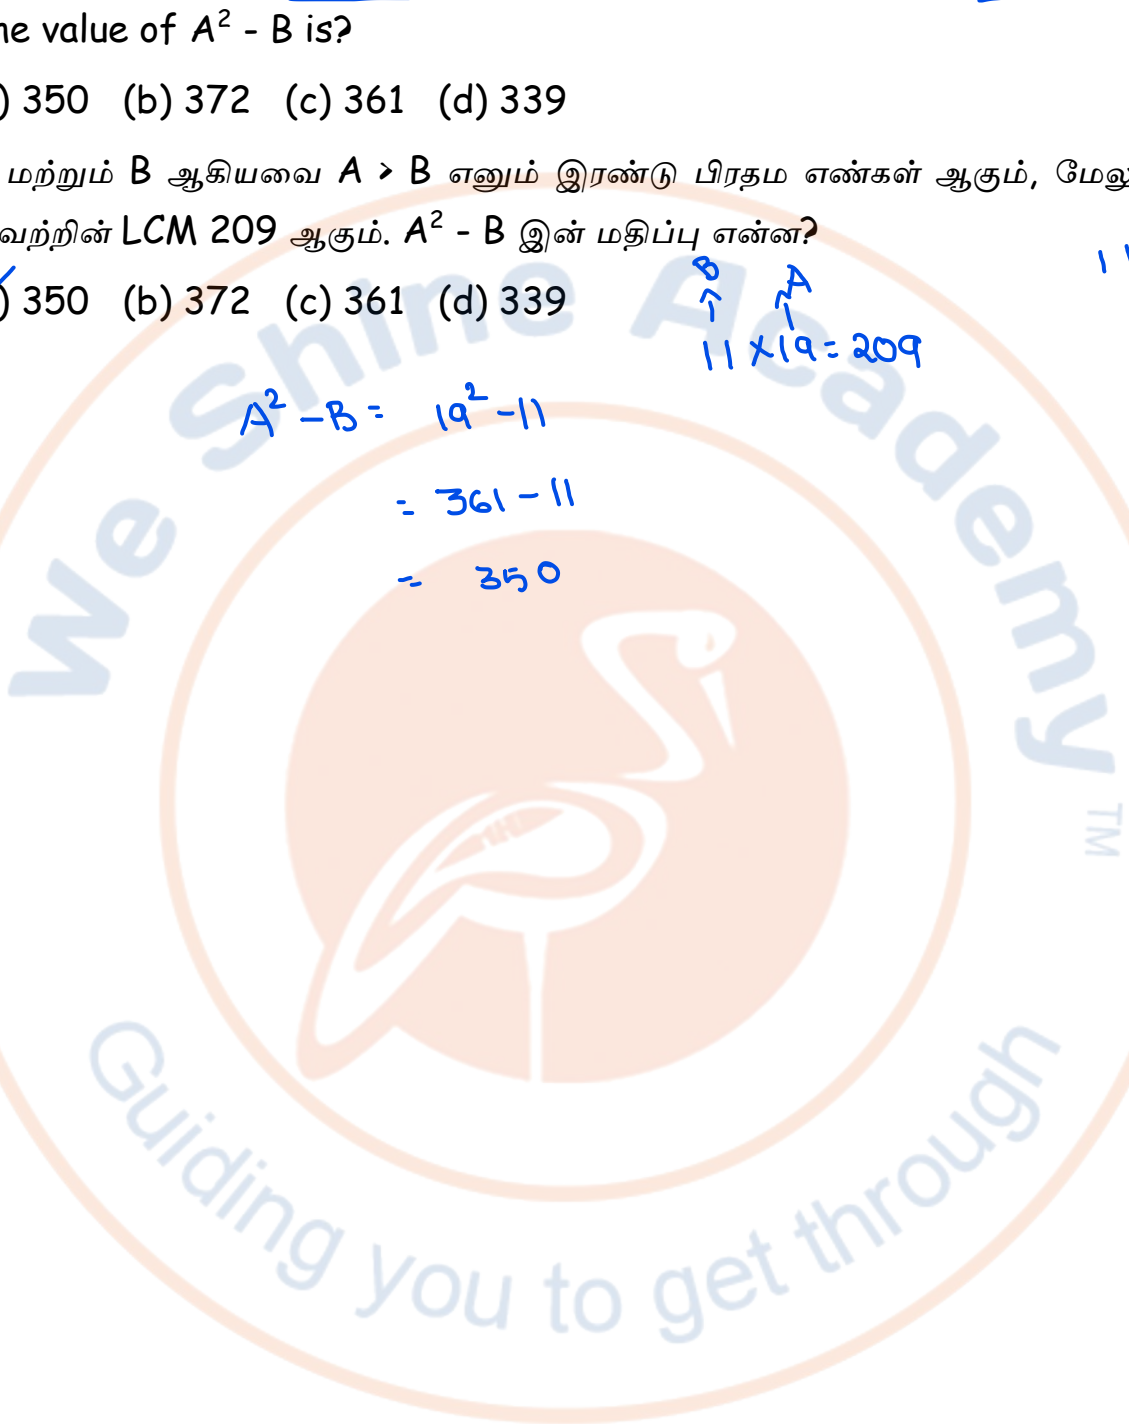 he value of A² - B is?
) 350 (b) 372 (c) 361 (d) 339
மற்றும் B ஆகியவை A > B எனும் இரண்டு பிரதம எண்கள் ஆகும், மேலு
வற்றின் LCM 209 ஆகும். A² - B இன் மதிப்பு என்ன?
) 350 (b) 372 (c) 361 (d) 339
B A
11 × 19 = 209
A² - B = 19² - 11
= 361 - 11
= 350
We Shine Academy TM
Guiding you to get through